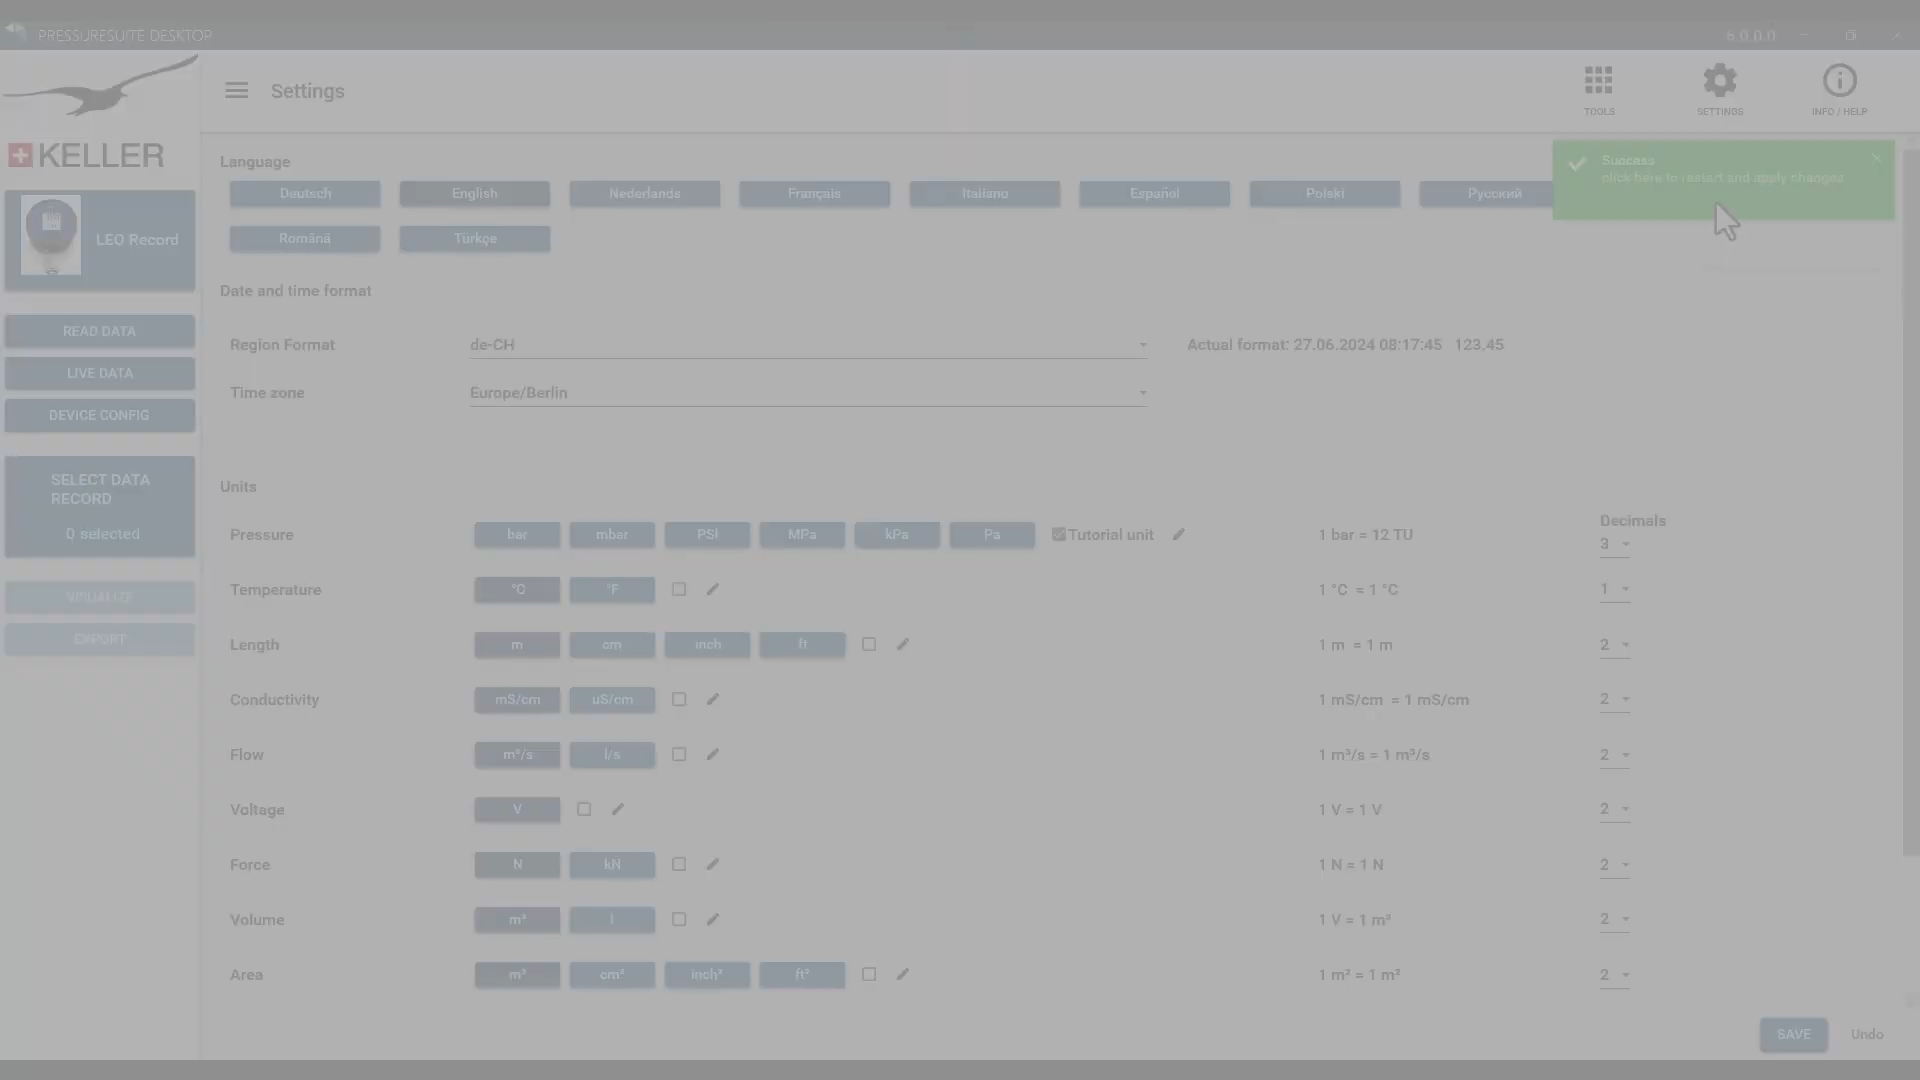 PRESSURESUITE DESKTOP
6.0.0.0
KELLER
Settings
TOOLS
SETTINGS
INFO / HELP
LEO Record
READ DATA
LIVE DATA
DEVICE CONFIG
SELECT DATA
RECORD
0 selected
VISUALIZE
EXPORT
Success
click here to restart and apply changes
Language
Deutsch English Nederlands Français Italiano Español Polski Русский
Română Türkçe
Date and time format
Region Format de-CH Actual format: 27.06.2024 08:17:45 123.45
Time zone Europe/Berlin
Units
Decimals
Pressure bar mbar PSI MPa kPa Pa Tutorial unit 1 bar = 12 TU 3
Temperature °C °F 1 °C = 1 °C 1
Length m cm inch ft 1 m = 1 m 2
Conductivity mS/cm uS/cm 1 mS/cm = 1 mS/cm 2
Flow m³/s l/s 1 m³/s = 1 m³/s 2
Voltage V 1 V = 1 V 2
Force N kN 1 N = 1 N 2
Volume m³ l 1 V = 1 m³ 2
Area m² cm² inch² ft² 1 m² = 1 m² 2
SAVE Undo